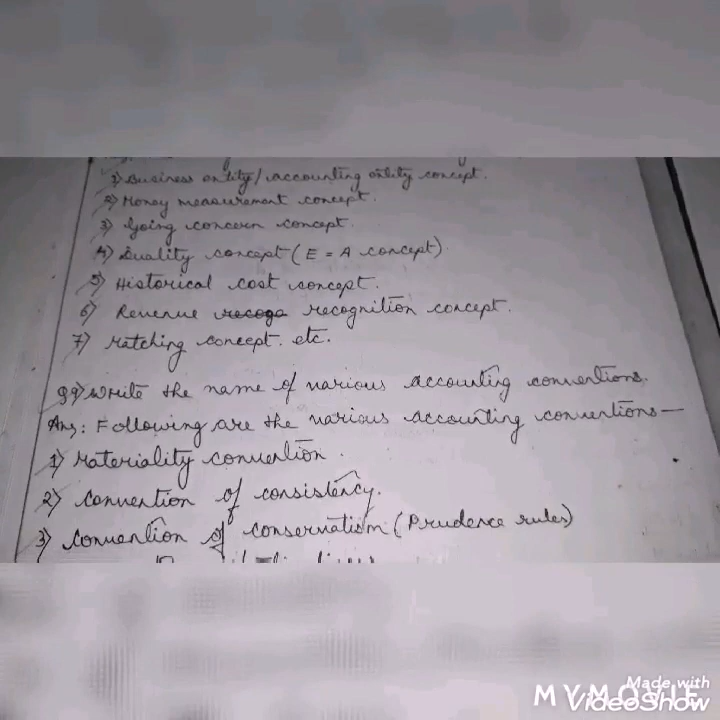 1) Business entity/accounting entity concept.
2) Money measurement concept.
3) Going concern concept.
4) Duality concept (E = A concept)
5) Historical cost concept.
6) Revenue recognition concept.
7) Matching concept. etc.
99) Write the name of various accounting conventions.
Ans: Following are the various accounting conventions—
1) Materiality convention.
2) Convention of consistency.
3) Convention of conservatism (Prudence rules)
Made with
MYMOVIE
VideoShow